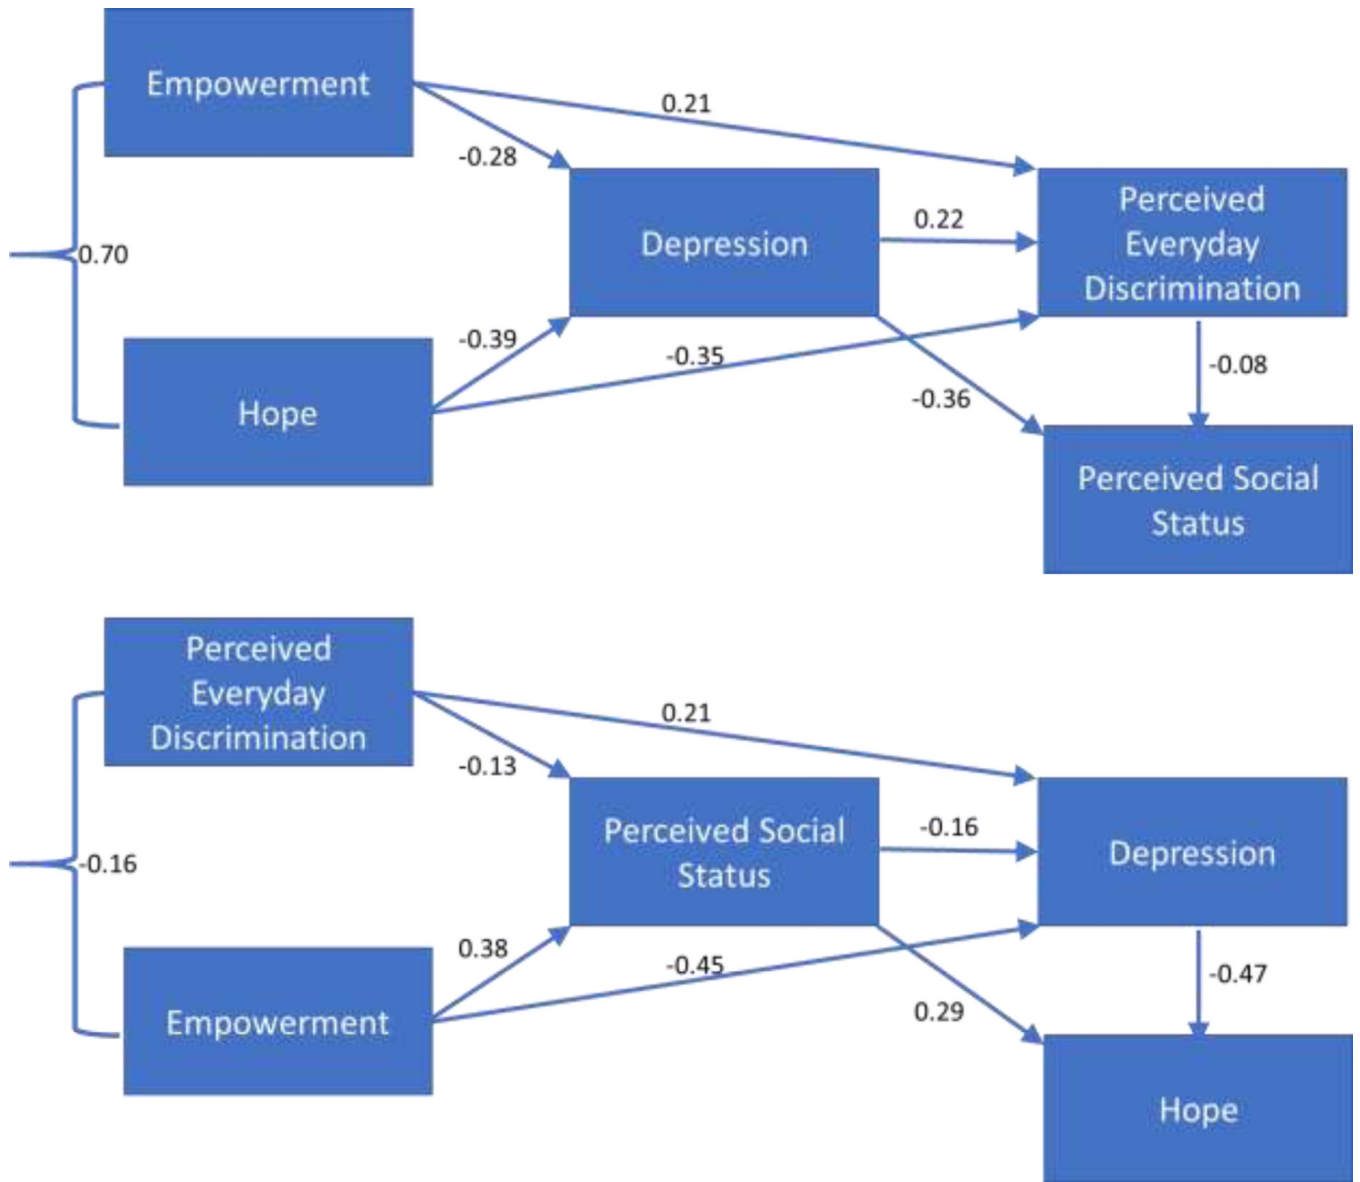 Empowerment
0.21
-0.28
Perceived
Everyday
Discrimination
0.22
Depression
0.70
-0.39
-0.35
-0.08
-0.36
Hope
Perceived Social
Status
Perceived
Everyday
Discrimination
0.21
-0.13
Perceived Social
Status
-0.16
Depression
-0.16
0.38
-0.45
-0.47
0.29
Empowerment
Hope